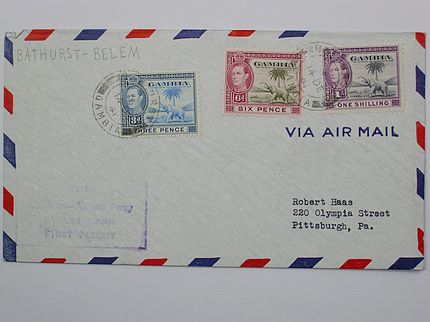 BATHURST - BELEM
GAMBIA
3d
THREE PENCE
GAMBIA
6d
SIX PENCE
GAMBIA
1/-
ONE SHILLING
GAMBIA
VIA AIR MAIL
Robert Haas
220 Olympia Street
Pittsburgh, Pa.
FIRST FLIGHT